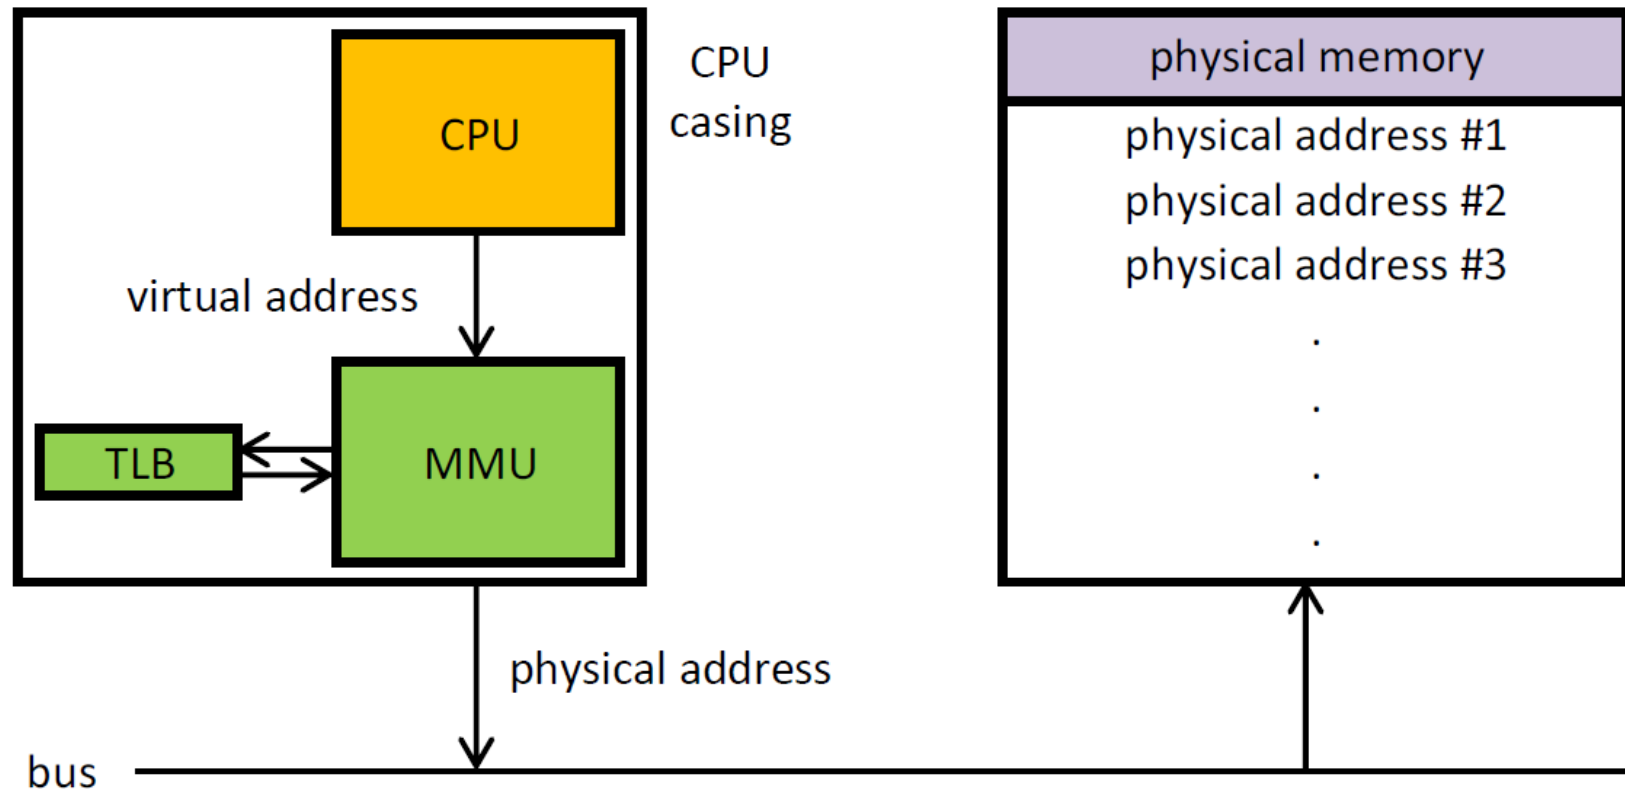 CPU
CPU
casing
virtual address
TLB
MMU
physical address
bus
physical memory
physical address #1
physical address #2
physical address #3
.
.
.
.